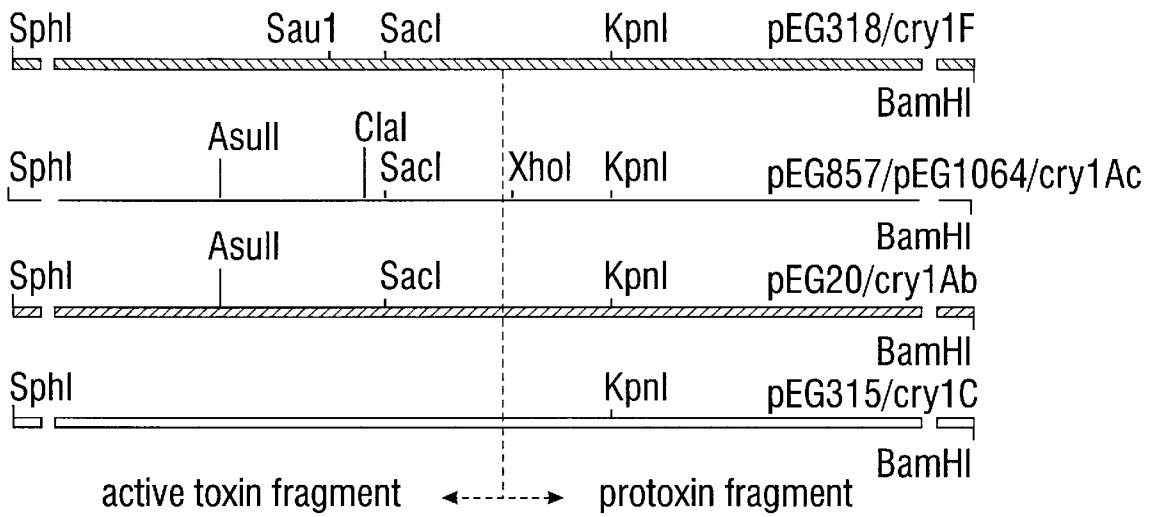 SphI Sau1 SacI KpnI pEG318/cry1F
BamHI
AsuII ClaI
SphI SacI XhoI KpnI pEG857/pEG1064/cry1Ac
BamHI
AsuII
SphI SacI KpnI pEG20/cry1Ab
BamHI
SphI KpnI pEG315/cry1C
BamHI
active toxin fragment protoxin fragment